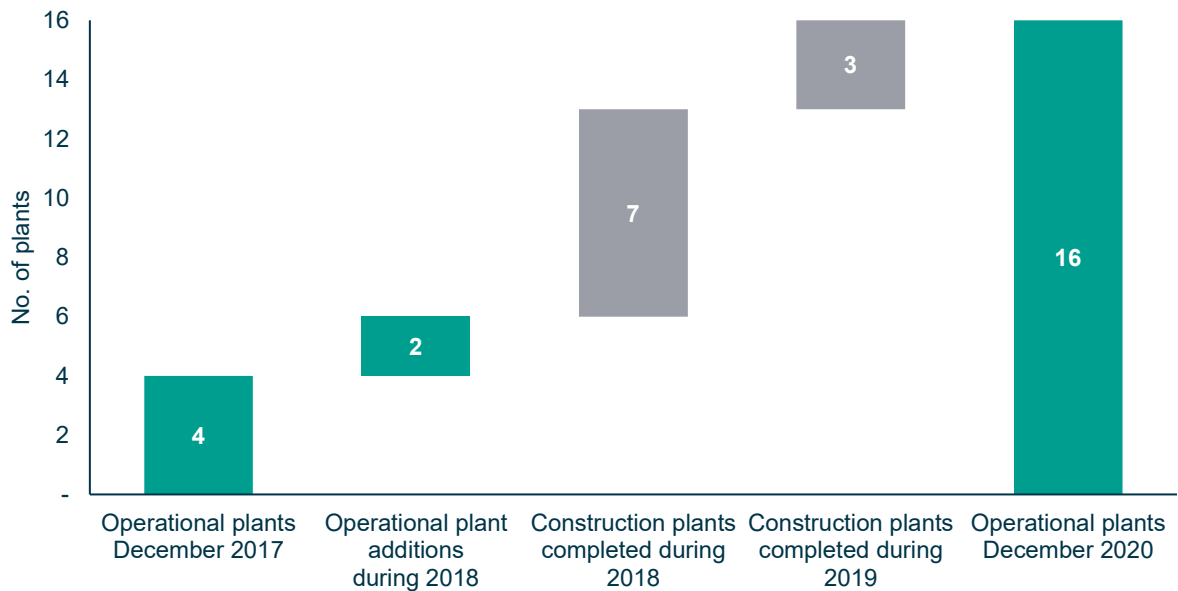 16
14
12
10
8
6
4
2
-
No. of plants
4
2
7
3
16
Operational plants
December 2017
Operational plant
additions
during 2018
Construction plants
completed during
2018
Construction plants
completed during
2019
Operational plants
December 2020